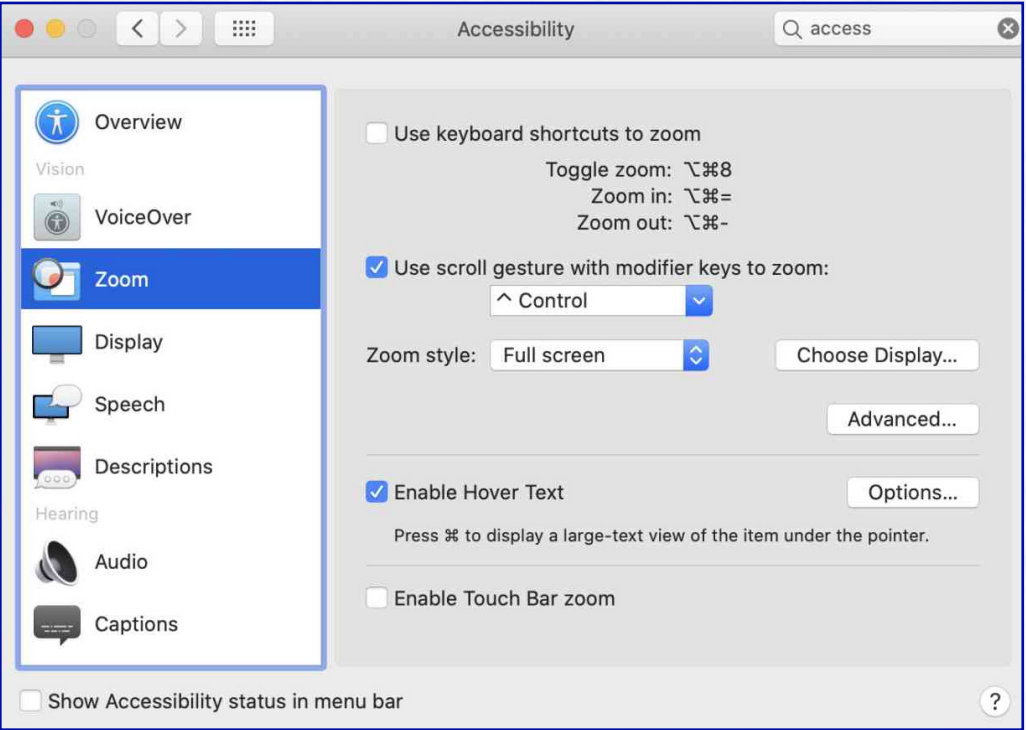 Accessibility
access
Overview
Vision
VoiceOver
Zoom
Display
Speech
Descriptions
Hearing
Audio
Captions
Use keyboard shortcuts to zoom
Toggle zoom: ⌥⌘8
Zoom in: ⌥⌘=
Zoom out: ⌥⌘-
Use scroll gesture with modifier keys to zoom:
^ Control
Zoom style: Full screen Choose Display...
Advanced...
Enable Hover Text Options...
Press ⌘ to display a large-text view of the item under the pointer.
Enable Touch Bar zoom
Show Accessibility status in menu bar ?